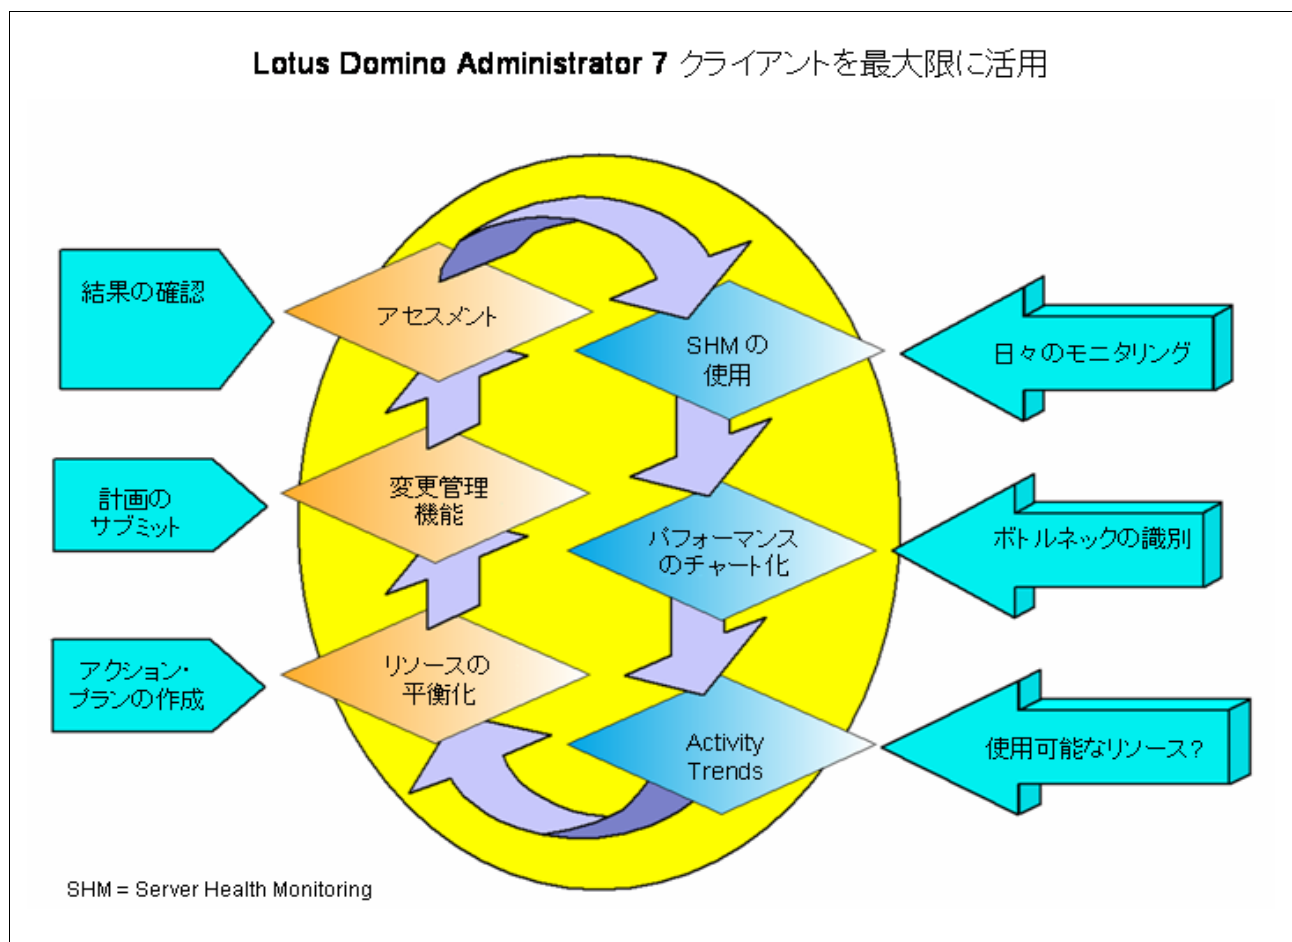 Lotus Domino Administrator 7 クライアントを最大限に活用
結果の確認
アセスメント
SHM の
使用
日々のモニタリング
計画の
サブミット
変更管理
機能
パフォーマンス
のチャート化
ボトルネックの識別
アクション・
プランの作成
リソースの
平衡化
Activity
Trends
使用可能なリソース?
SHM = Server Health Monitoring